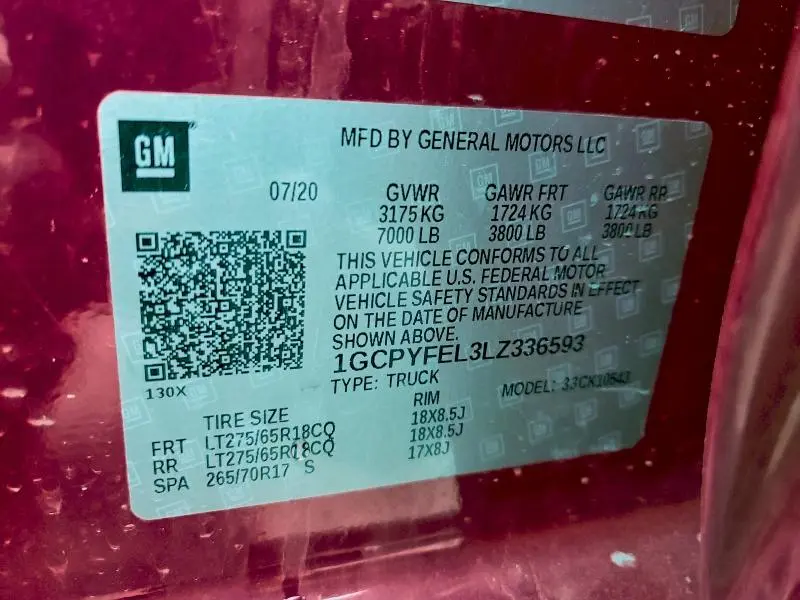 GM
MFD BY GENERAL MOTORS LLC
07/20 GVWR GAWR FRT GAWR RR
3175 KG 1724 KG 1724 KG
7000 LB 3800 LB 3800 LB
THIS VEHICLE CONFORMS TO ALL
APPLICABLE U.S. FEDERAL MOTOR
VEHICLE SAFETY STANDARDS IN EFFECT
ON THE DATE OF MANUFACTURE
SHOWN ABOVE.
1GCPYFEL3LZ336593
130X
TYPE: TRUCK MODEL: 33CK10543
TIRE SIZE RIM
FRT LT275/65R18CQ 18X8.5J
RR LT275/65R18CQ 18X8.5J
SPA 265/70R17 S 17X8J